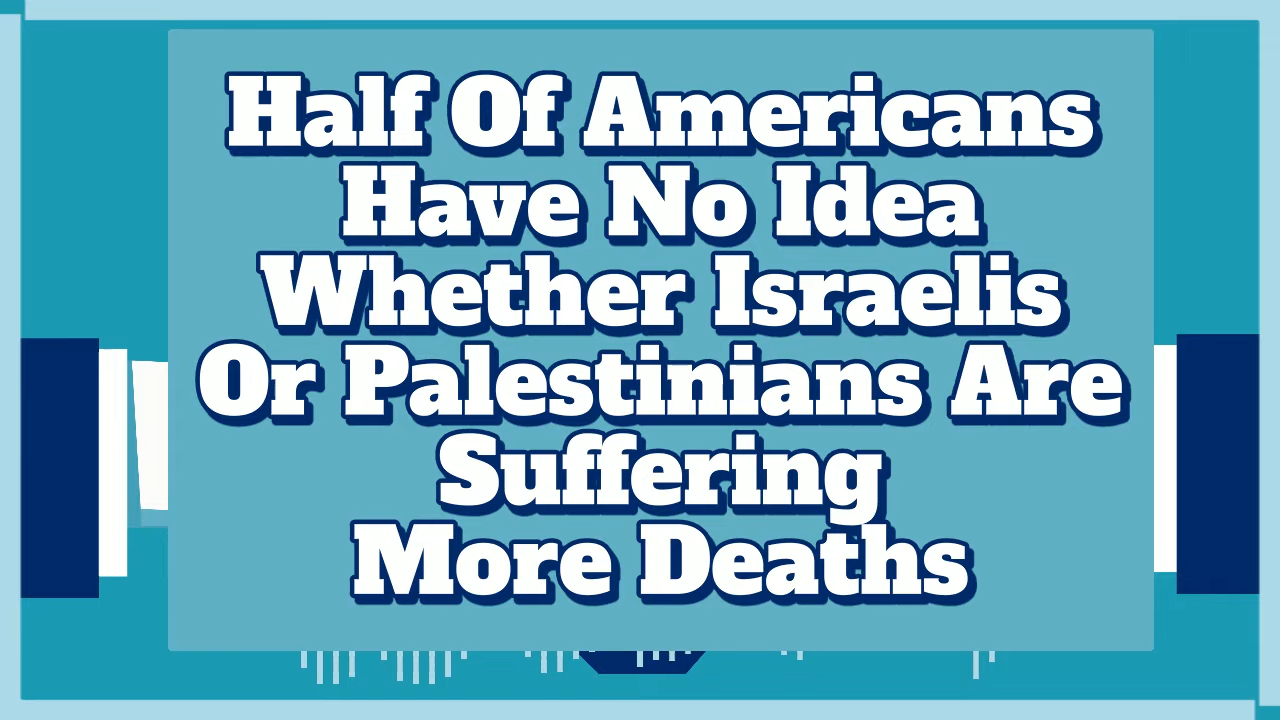 Half Of Americans
Have No Idea
Whether Israelis
Or Palestinians Are
Suffering
More Deaths